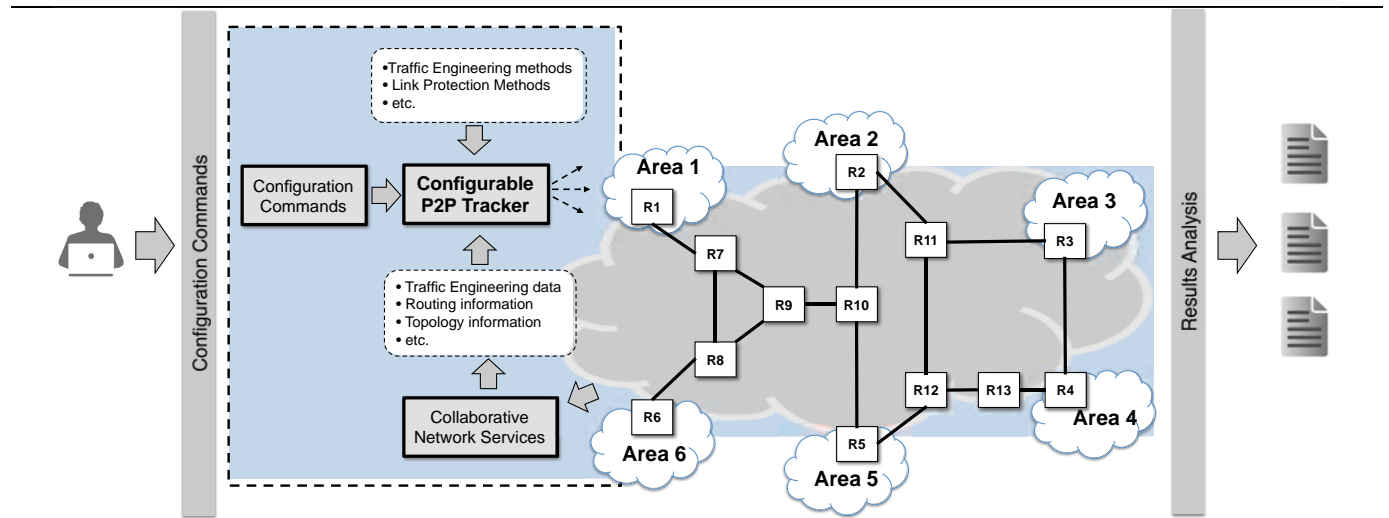 Configuration Commands
•Traffic Engineering methods
• Link Protection Methods
• etc.
Configuration
Commands
Configurable
P2P Tracker
• Traffic Engineering data
• Routing information
• Topology information
• etc.
Collaborative
Network Services
Area 1
R1
R7
R9
R8
R6
Area 6
Area 2
R2
R10
R5
Area 5
R11
R12
R13
Area 3
R3
R4
Area 4
Results Analysis